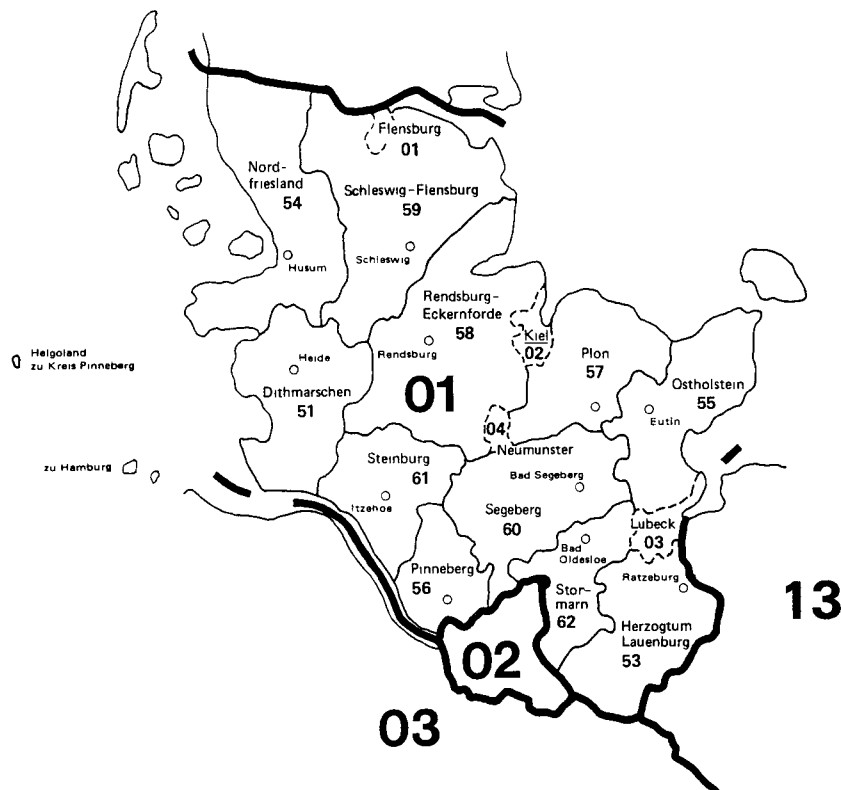 Flensburg
01
Nord-
friesland
54
Schleswig-Flensburg
59
Schleswig
Husum
Rendsburg-
Eckernforde
58
Kiel
02
Rendsburg
Plon
57
Ostholstein
55
Eutin
Helgoland
zu Kreis Pinneberg
Heide
Dithmarschen
51
01
04
Neumunster
zu Hamburg
Steinburg
61
Itzehoe
Bad Segeberg
Segeberg
60
Lubeck
03
Bad
Oldesloe
Pinneberg
56
Ratzeburg
Stor-
marn
62
Herzogtum
Lauenburg
53
13
02
03